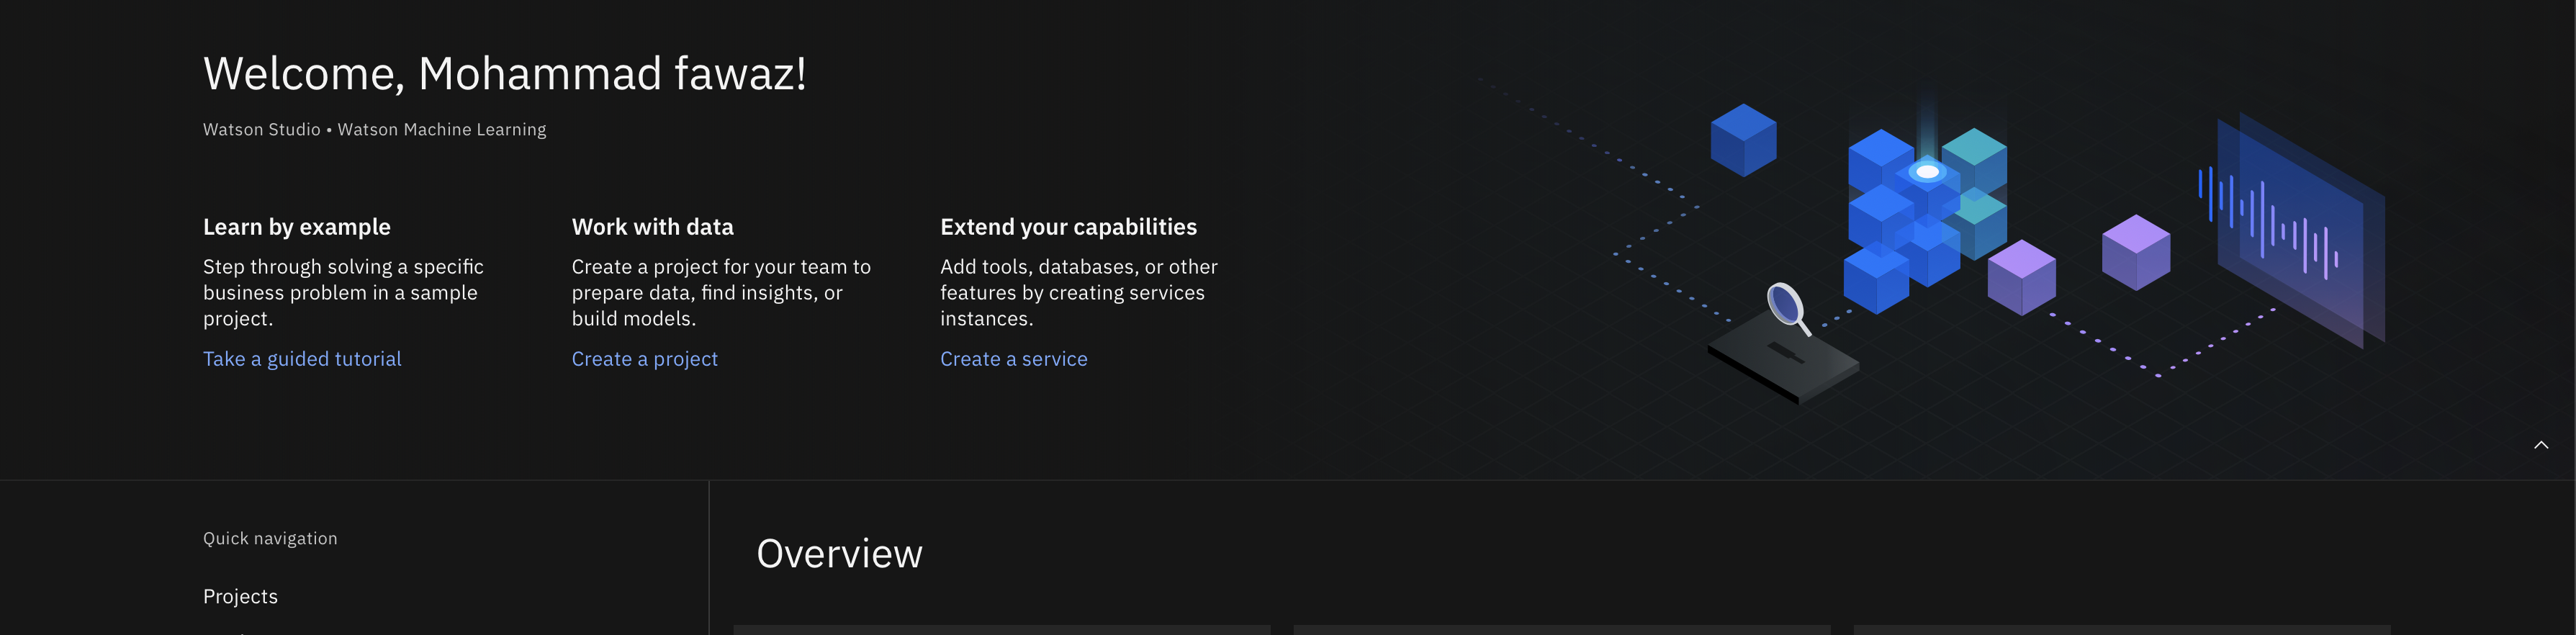 Welcome, Mohammad fawaz!
Watson Studio • Watson Machine Learning
Learn by example
Step through solving a specific
business problem in a sample
project.
Take a guided tutorial
Work with data
Create a project for your team to
prepare data, find insights, or
build models.
Create a project
Extend your capabilities
Add tools, databases, or other
features by creating services
instances.
Create a service
Quick navigation
Projects
Overview